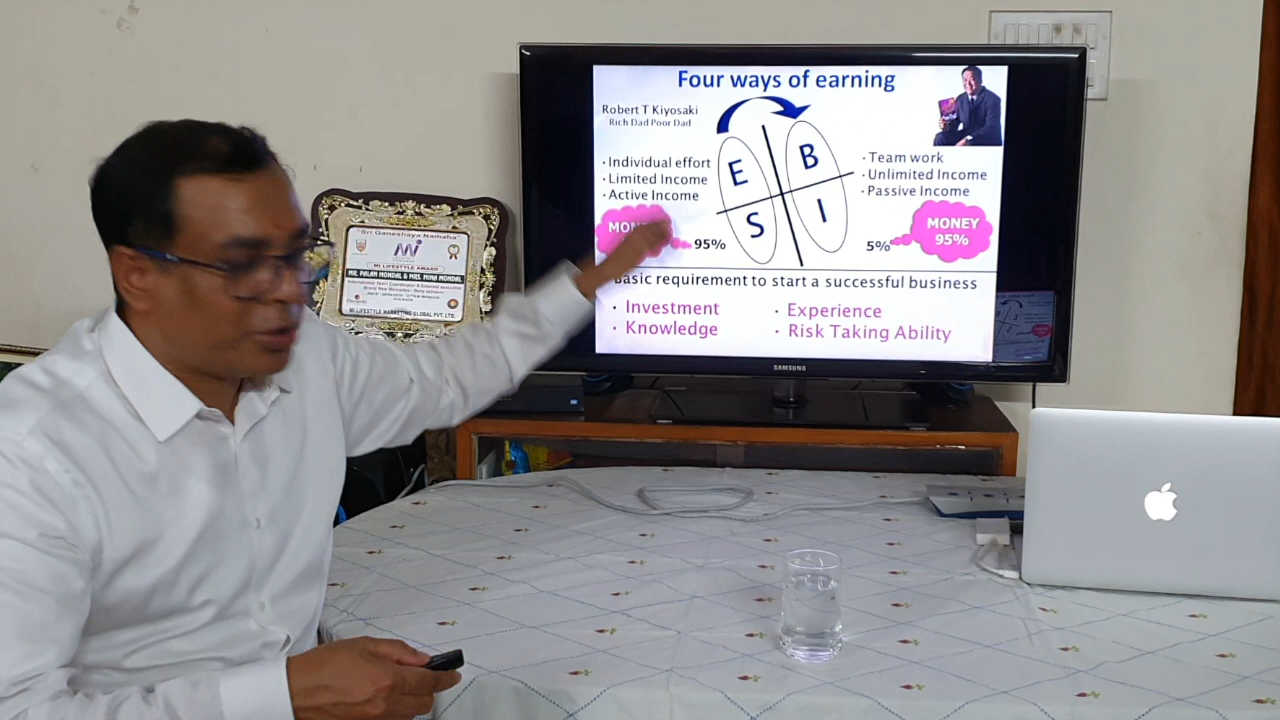 Four ways of earning
Robert T Kiyosaki
Rich Dad Poor Dad
· Individual effort
· Limited Income
· Active Income
95%
E
B
S
I
· Team work
· Unlimited Income
· Passive Income
5%
MONEY
95%
Basic requirement to start a successful business
· Investment
· Knowledge
· Experience
· Risk Taking Ability
SAMSUNG
"Sri Ganeshaya Namaha"
Mi LIFESTYLE AWARD
MR. PALAN MONDAL & MRS. MINA MONDAL
MI LIFESTYLE MARKETING GLOBAL PVT. LTD.